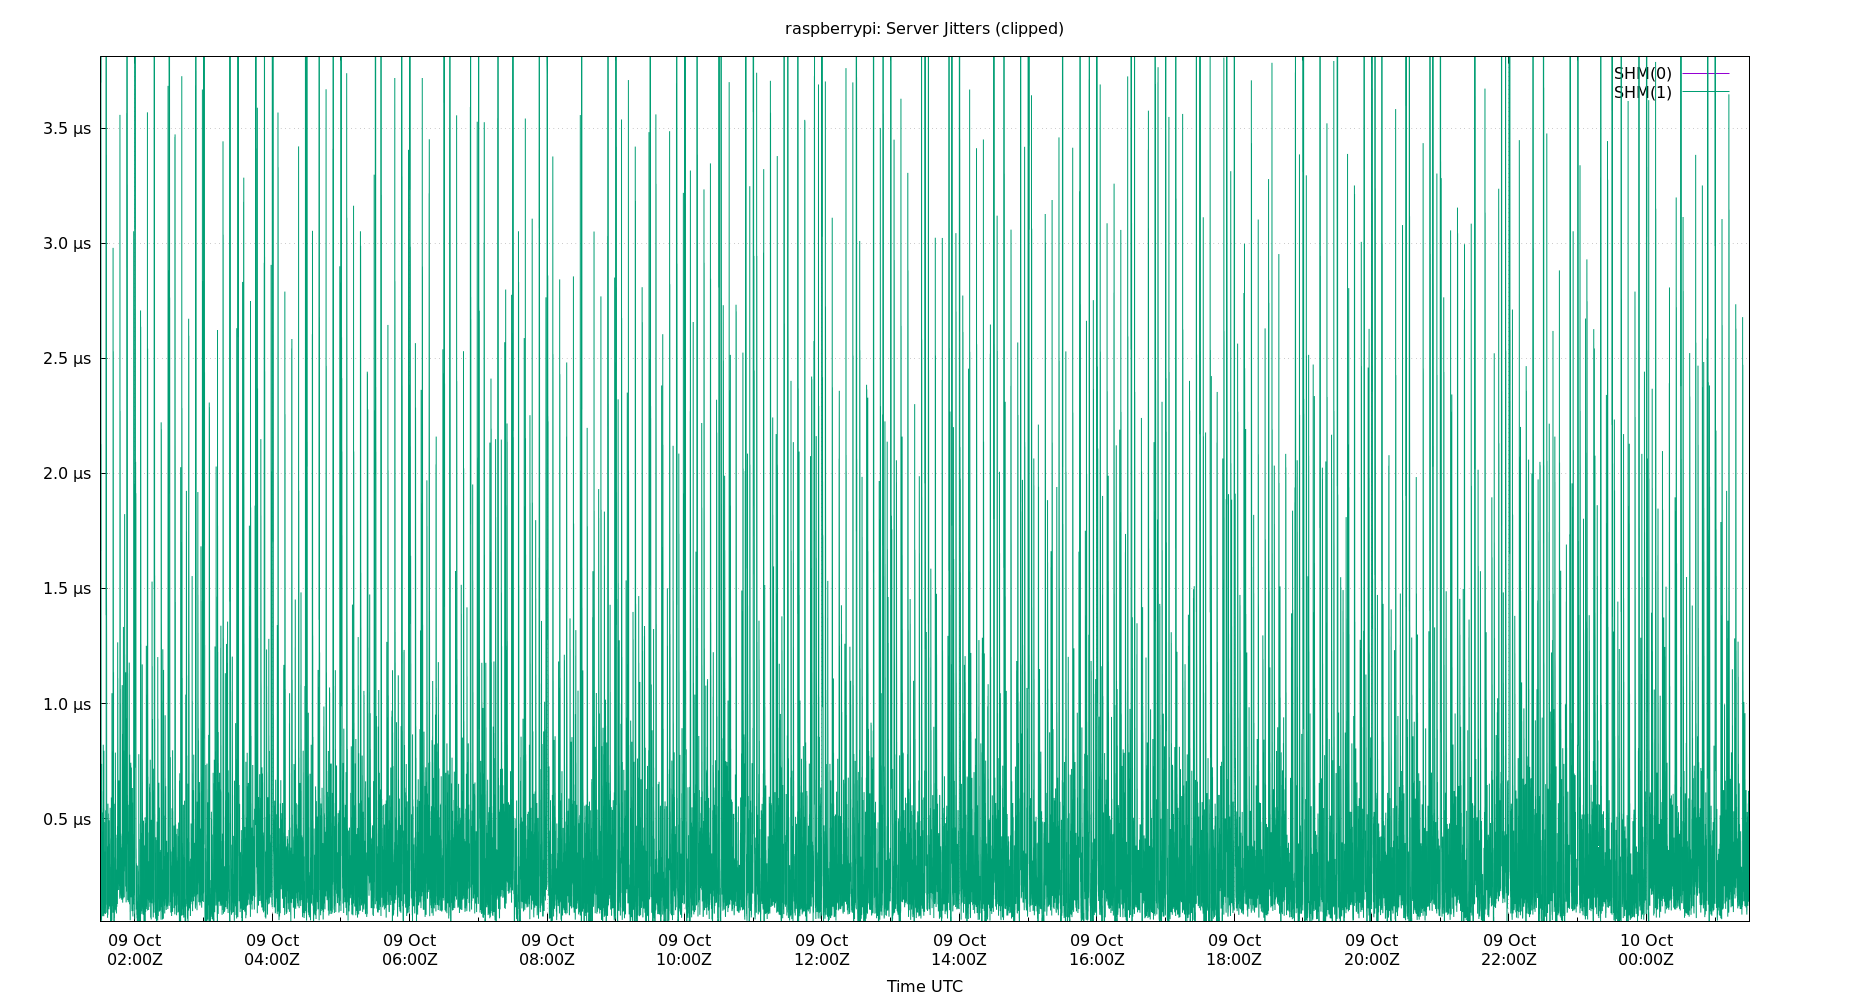 raspberrypi: Server Jitters (clipped)
SHM(0)
SHM(1)
3.5 µs
3.0 µs
2.5 µs
2.0 µs
1.5 µs
1.0 µs
0.5 µs
09 Oct 09 Oct 09 Oct 09 Oct 09 Oct 09 Oct 09 Oct 09 Oct 09 Oct 09 Oct 09 Oct 10 Oct
02:00Z 04:00Z 06:00Z 08:00Z 10:00Z 12:00Z 14:00Z 16:00Z 18:00Z 20:00Z 22:00Z 00:00Z
Time UTC